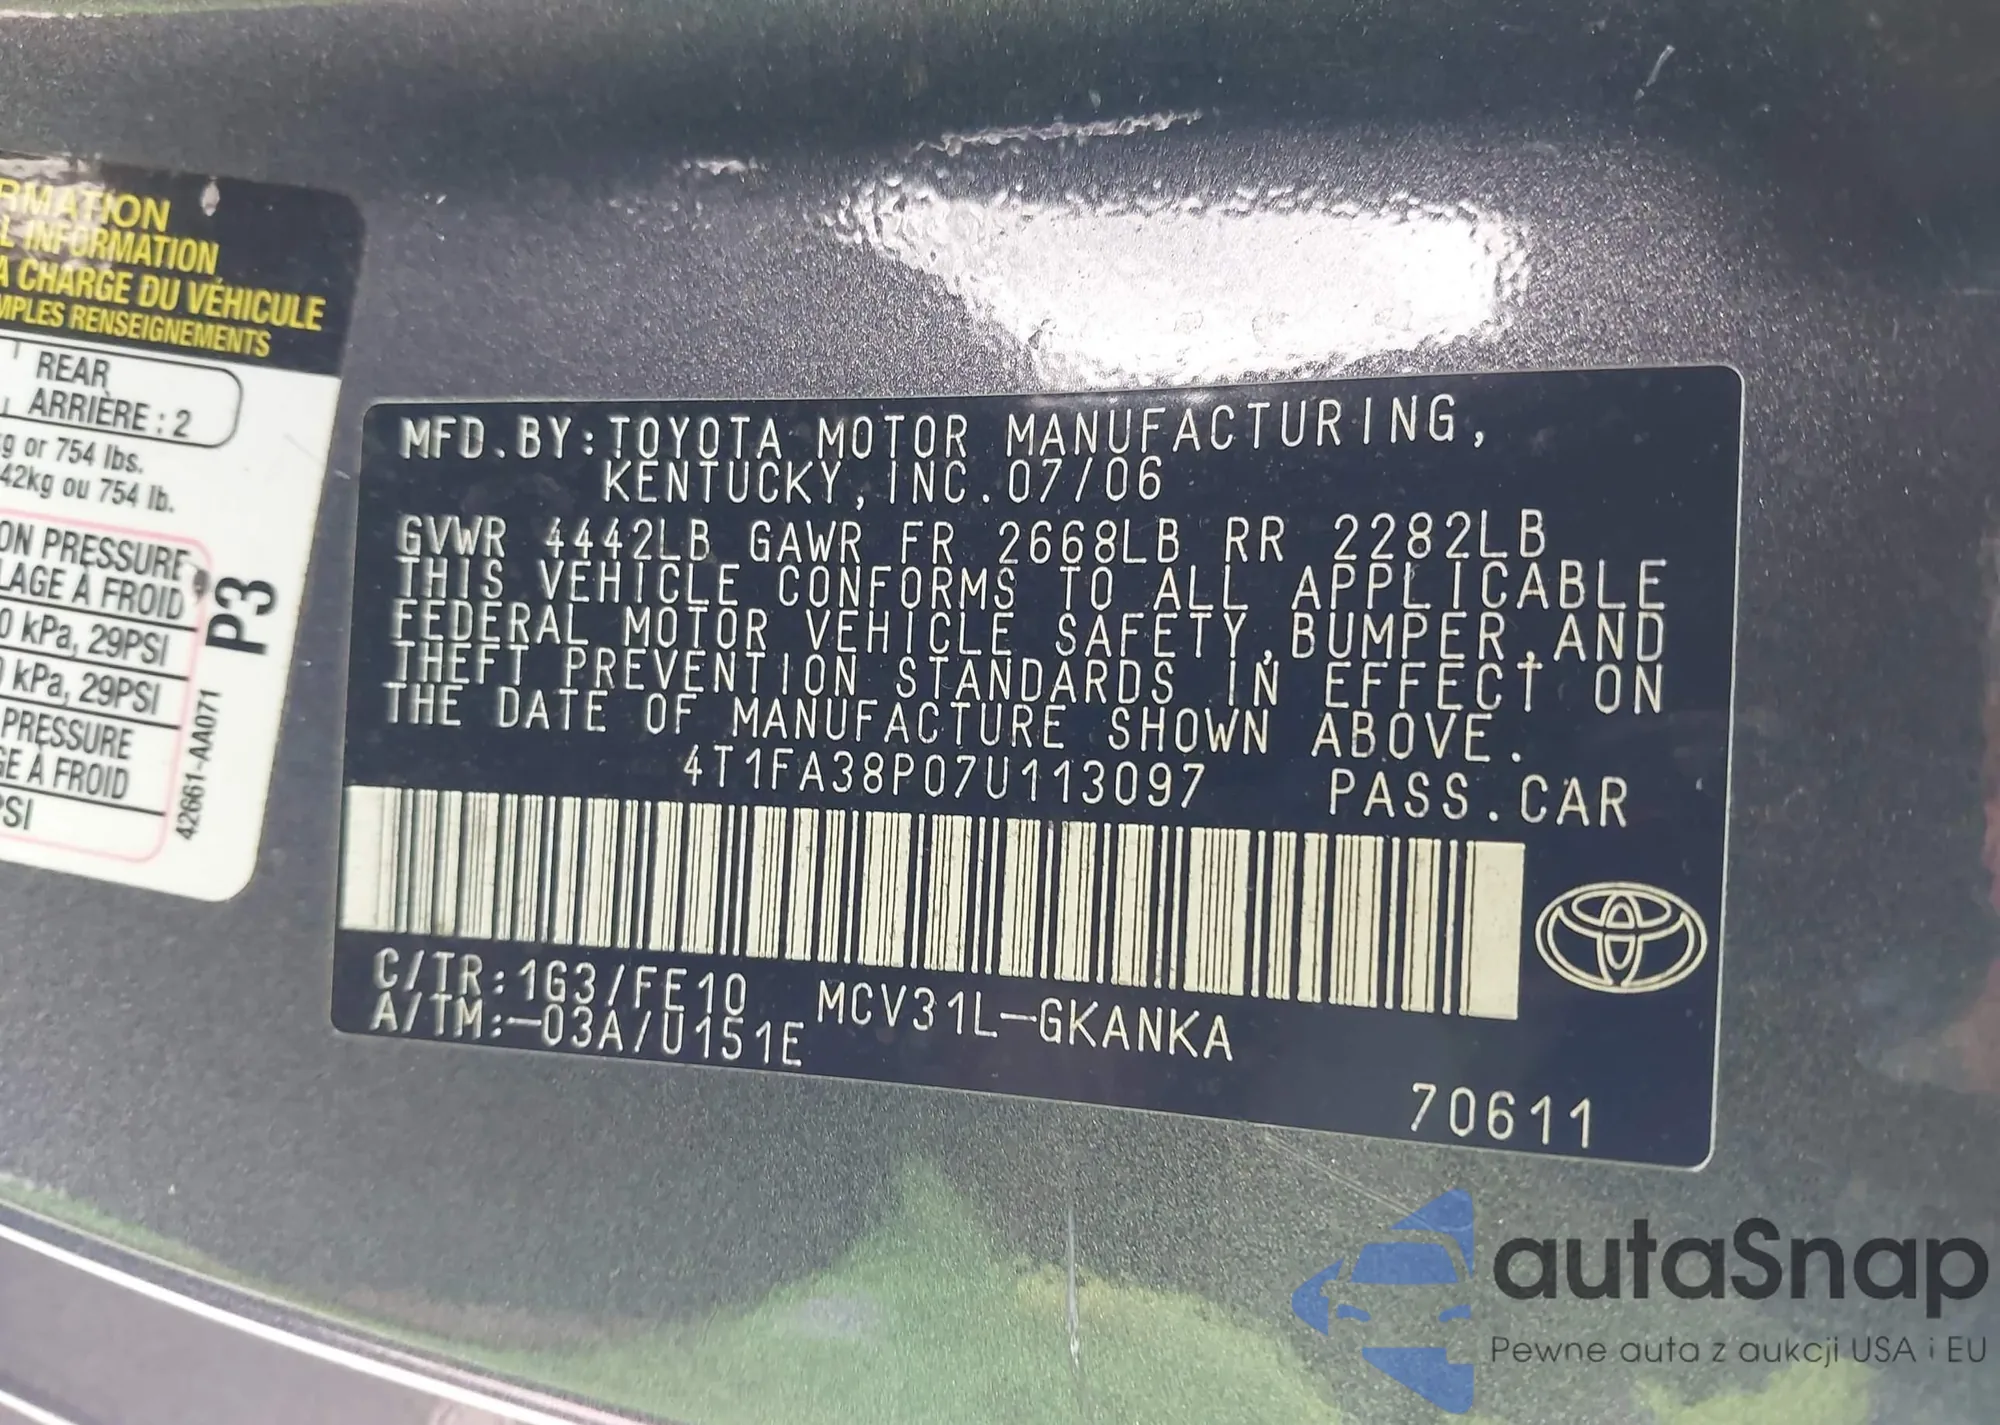 RMATION
L INFORMATION
A CHARGE DU VÉHICULE
MPLES RENSEIGNEMENTS
REAR
ARRIÈRE : 2
kg or 754 lbs.
42kg ou 754 lb.
ON PRESSURE
LAGE À FROID
0 kPa, 29PSI
0 kPa, 29PSI
PRESSURE
GE À FROID
PSI
P3
42661-AA071
MFD.BY:TOYOTA MOTOR MANUFACTURING,
KENTUCKY,INC.07/06
GVWR 4442LB GAWR FR 2668LB RR 2282LB
THIS VEHICLE CONFORMS TO ALL APPLICABLE
FEDERAL MOTOR VEHICLE SAFETY,BUMPER,AND
THEFT PREVENTION STANDARDS IN EFFECT ON
THE DATE OF MANUFACTURE SHOWN ABOVE.
4T1FA38P07U113097 PASS.CAR
C/TR:1G3/FE10 MCV31L-GKANKA
A/TM:-03A/U151E
70611
autaSnap
Pewne auta z aukcji USA i EU